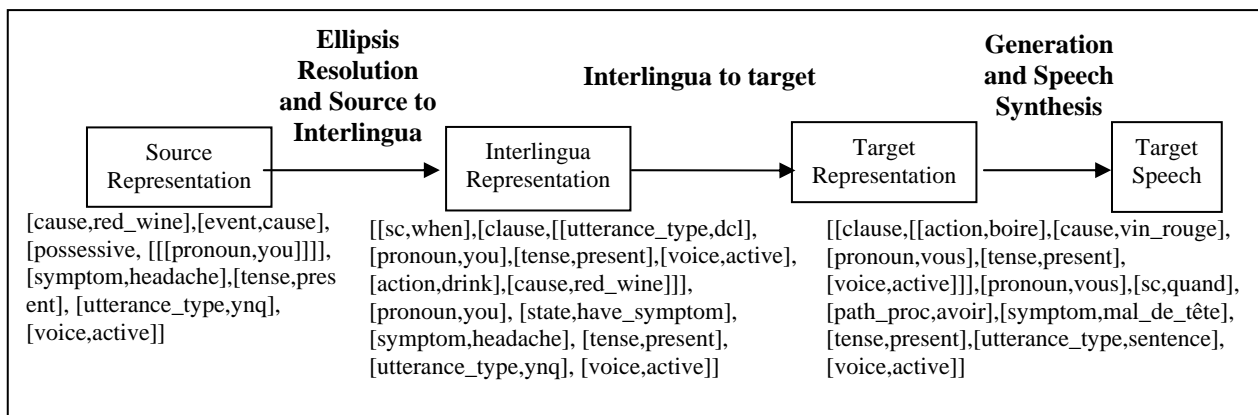 Ellipsis
Resolution
and Source to
Interlingua
Interlingua to target
Generation
and Speech
Synthesis
Source
Representation
Interlingua
Representation
Target
Representation
Target
Speech
[cause,red_wine],[event,cause],
[possessive, [[[pronoun,you]]]],
[symptom,headache],[tense,pres
ent], [utterance_type,ynq],
[voice,active]]
[[sc,when],[clause,[[utterance_type,dcl],
[pronoun,you],[tense,present],[voice,active],
[action,drink],[cause,red_wine]]],
[pronoun,you], [state,have_symptom],
[symptom,headache], [tense,present],
[utterance_type,ynq], [voice,active]]
[[clause,[[action,boire],[cause,vin_rouge],
[pronoun,vous],[tense,present],
[voice,active]]],[pronoun,vous],[sc,quand],
[path_proc,avoir],[symptom,mal_de_tête],
[tense,present],[utterance_type,sentence],
[voice,active]]